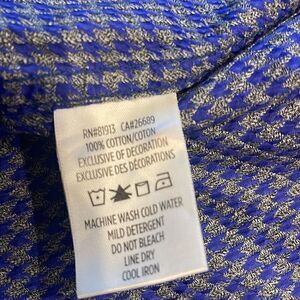 RN#81913 CA#26689
100% COTTON/COTON
EXCLUSIVE OF DECORATION
EXCLUSIVE DES DÉCORATIONS
MACHINE WASH COLD WATER
MILD DETERGENT
DO NOT BLEACH
LINE DRY
COOL IRON